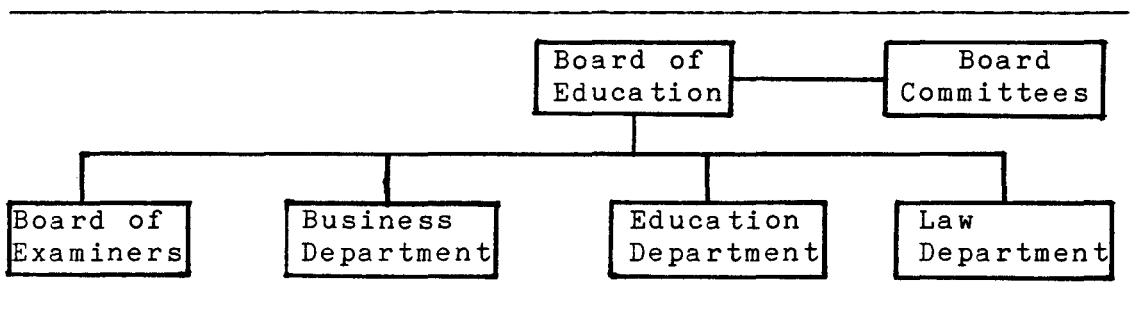 Board of
Education
Board
Committees
Board of
Examiners
Business
Department
Education
Department
Law
Department